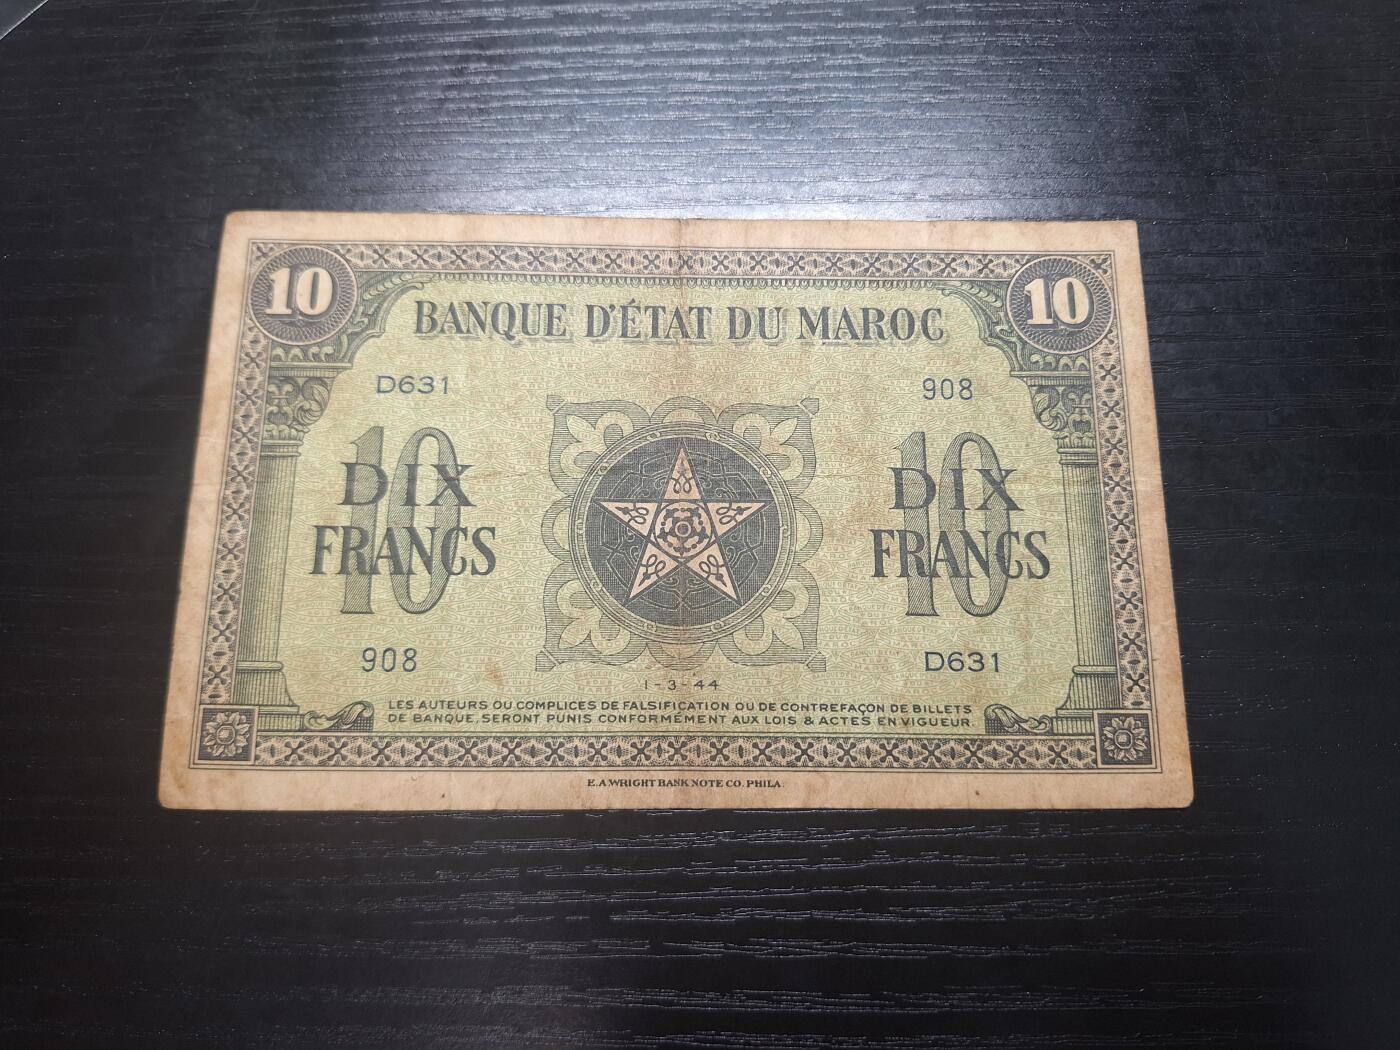 10 10
BANQUE D'ÉTAT DU MAROC
D631 908
10 10
DIX DIX
FRANCS FRANCS
908 D631
1-3-44
LES AUTEURS OU COMPLICES DE FALSIFICATION OU DE CONTREFAÇON DE BILLETS
DE BANQUE, SERONT PUNIS CONFORMÉMENT AUX LOIS & ACTES EN VIGUEUR.
E.A.WRIGHT BANK NOTE CO. PHILA.